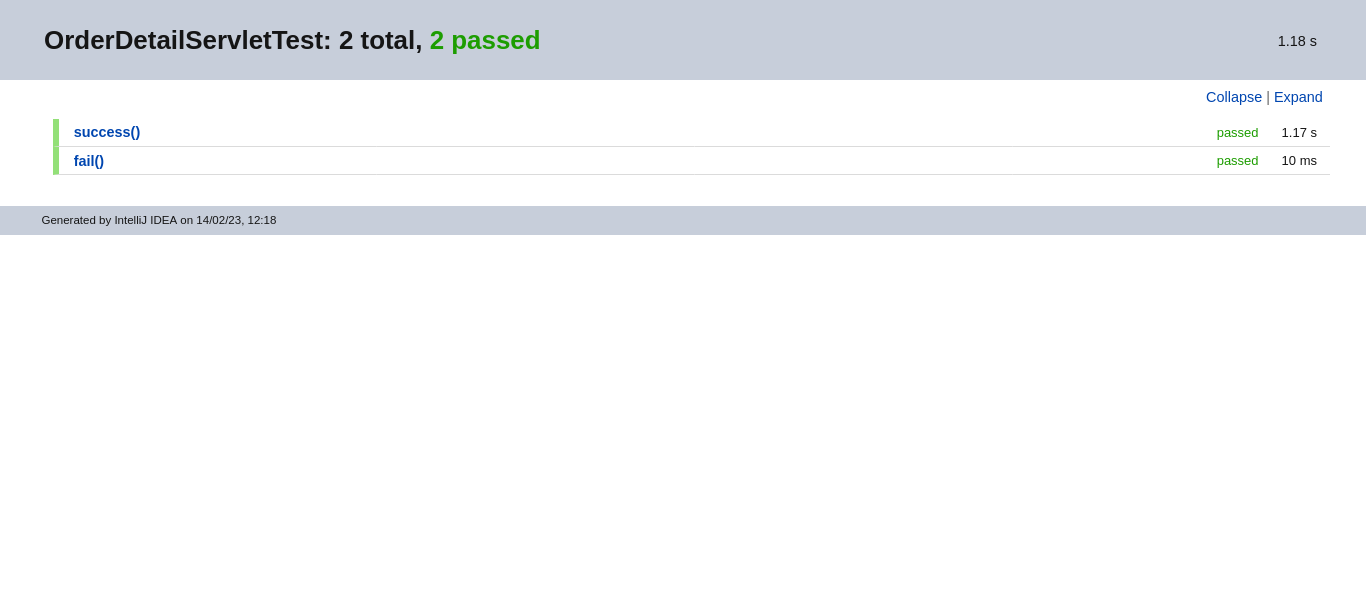 OrderDetailServletTest: 2 total, 2 passed 1.18 s
Collapse | Expand
success() passed 1.17 s
fail() passed 10 ms
Generated by IntelliJ IDEA on 14/02/23, 12:18